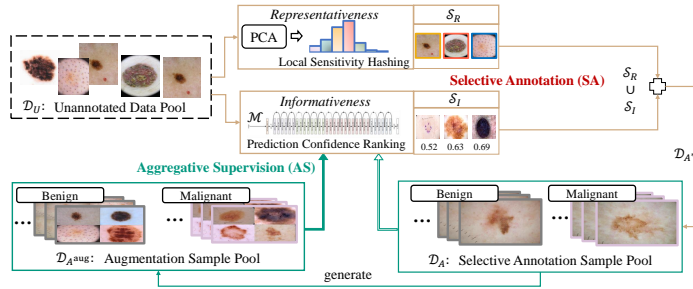 Representativeness
S_R
PCA
Local Sensitivity Hashing
Selective Annotation (SA)
S_R
∪
S_I
D_U: Unannotated Data Pool
Informativeness
S_I
M
Prediction Confidence Ranking
0.52 0.63 0.69
Aggregative Supervision (AS)
D_A
Benign
Malignant
...
...
D_A^aug: Augmentation Sample Pool
Benign
Malignant
...
...
D_A: Selective Annotation Sample Pool
generate